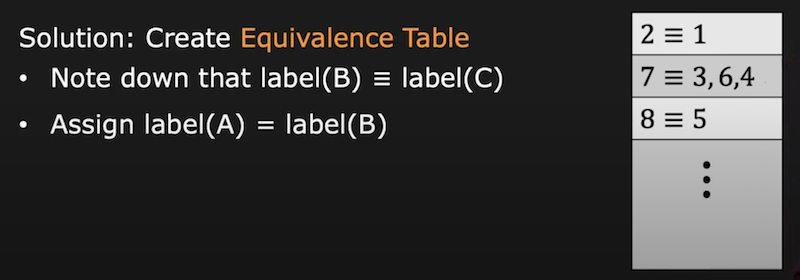 Solution: Create Equivalence Table
• Note down that label(B) ≡ label(C)
• Assign label(A) = label(B)
2 ≡ 1
7 ≡ 3, 6,4
8 ≡ 5
⋮